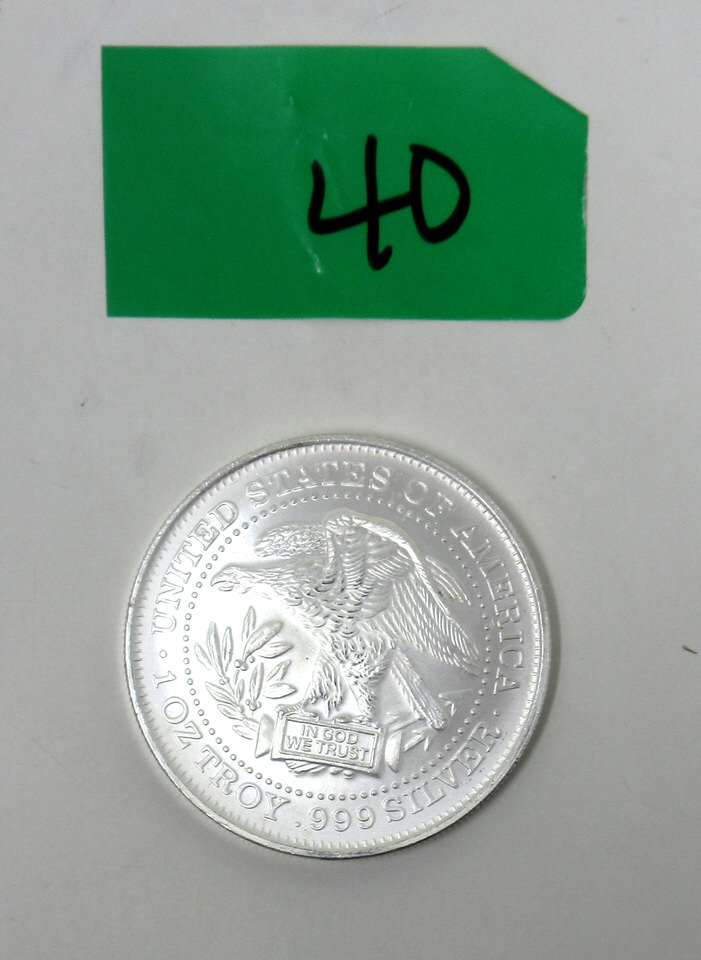 40
UNITED STATES OF AMERICA
IN GOD
WE TRUST
1 OZ TROY .999 SILVER